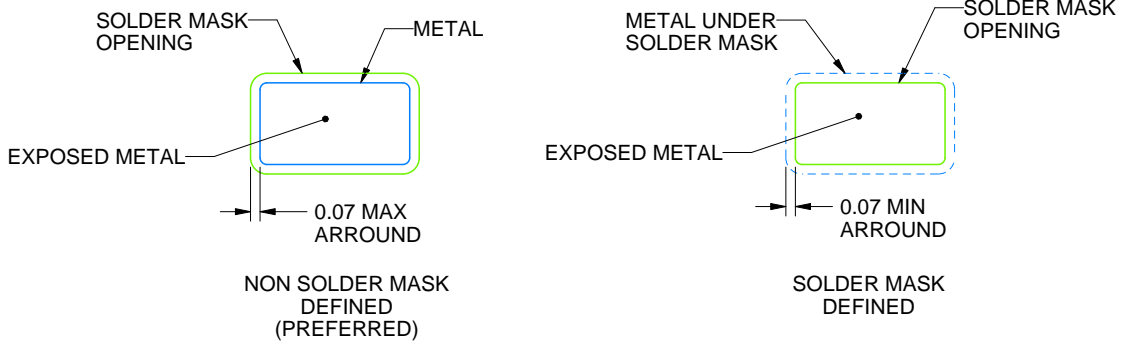 SOLDER MASK
OPENING
METAL
EXPOSED METAL
0.07 MAX
ARROUND
NON SOLDER MASK
DEFINED
(PREFERRED)
METAL UNDER
SOLDER MASK
SOLDER MASK
OPENING
EXPOSED METAL
0.07 MIN
ARROUND
SOLDER MASK
DEFINED